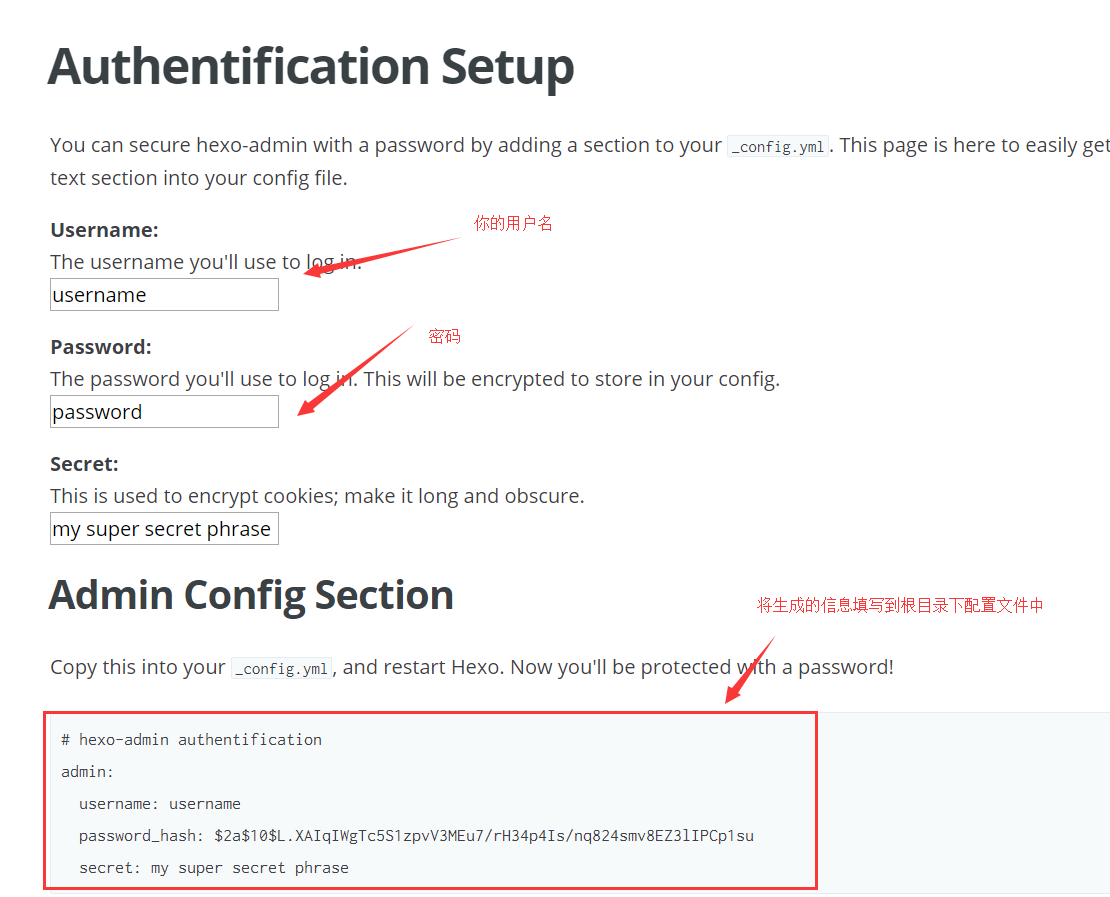 Authentification Setup
You can secure hexo-admin with a password by adding a section to your _config.yml. This page is here to easily get
text section into your config file.
Username:
你的用户名
The username you'll use to log in.
username
Password:
密码
The password you'll use to log in. This will be encrypted to store in your config.
password
Secret:
This is used to encrypt cookies; make it long and obscure.
my super secret phrase
Admin Config Section
将生成的信息填写到根目录下配置文件中
Copy this into your _config.yml, and restart Hexo. Now you'll be protected with a password!
# hexo-admin authentification
admin:
username: username
password_hash: $2a$10$L.XAIqIWgTc5S1zpvV3MEu7/rH34p4Is/nq824smv8EZ3lIPCp1su
secret: my super secret phrase